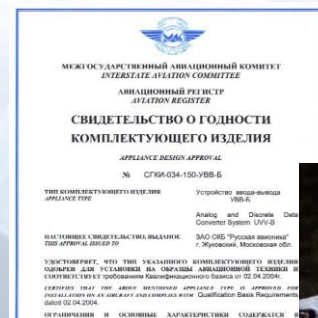 МЕЖГОСУДАРСТВЕННЫЙ АВИАЦИОННЫЙ КОМИТЕТ
INTERSTATE AVIATION COMMITTEE
АВИАЦИОННЫЙ РЕГИСТР
AVIATION REGISTER
СВИДЕТЕЛЬСТВО О ГОДНОСТИ
КОМПЛЕКТУЮЩЕГО ИЗДЕЛИЯ
APPLIANCE DESIGN APPROVAL
№ СГКИ-034-150-УВВ-Б
ТИП КОМПЛЕКТУЮЩЕГО ИЗДЕЛИЯ Устройство ввода-вывода
APPLIANCE TYPE УВВ-Б
Analog and Discrete Data
Converter System UVV-B
НАСТОЯЩЕЕ СВИДЕТЕЛЬСТВО, ВЫДАНОЕ ЗАО ОКБ "Русская авионика"
THIS APPROVAL ISSUED TO г. Жуковский, Московская обл.
УДОСТОВЕРЯЕТ, ЧТО ТИП УКАЗАННОГО КОМПЛЕКТУЮЩЕГО ИЗДЕЛИЯ
ОДОБРЕН ДЛЯ УСТАНОВКИ НА ОБРАЗЦЫ АВИАЦИОННОЙ ТЕХНИКИ И
СООТВЕТСТВУЕТ требованиям Квалификационного базиса от 02.04.2004г.
CERTIFIES THAT THE ABOVE MENTIONED APPLIANCE TYPE IS APPROVED FOR
INSTALLATION ON AN AIRCRAFT AND COMPLIES WITH Qualification Basis Requirements
dated 02.04.2004.
ОГРАНИЧЕНИЯ И ОСНОВНЫЕ ХАРАКТЕРИСТИКИ СОДЕРЖАТСЯ В